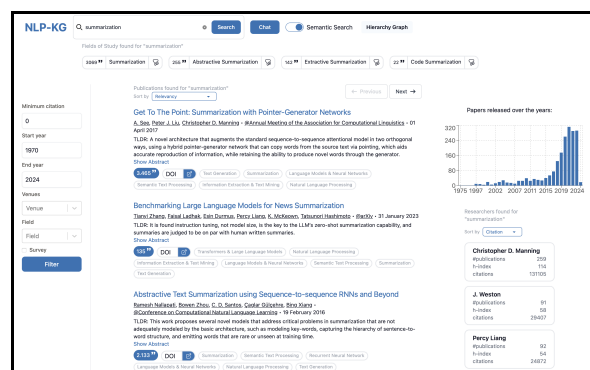 NLP-KG
summarization
Search
Chat
Semantic Search
Hierarchy Graph
Fields of Study found for "summarization"
3069 Summarization
255 Abstractive Summarization
142 Extractive Summarization
22 Code Summarization
Publications found for "summarization"
Sort by Relevancy
← Previous
Next →
Minimum citation
0
Start year
1970
End year
2024
Venues
Venue
Field
Field
Survey
Filter
Get To The Point: Summarization with Pointer-Generator Networks
A. See, Peter J. Liu, Christopher D. Manning - @Annual Meeting of the Association for Computational Linguistics - 01
April 2017
TLDR: A novel architecture that augments the standard sequence-to-sequence attentional model in two orthogonal
ways, using a hybrid pointer-generator network that can copy words from the source text via pointing, which aids
accurate reproduction of information, while retaining the ability to produce novel words through the generator.
Show Abstract
3.465 DOI Text Generation Summarization Language Models & Neural Networks
Semantic Text Processing Information Extraction & Text Mining Natural Language Processing
Benchmarking Large Language Models for News Summarization
Tianyi Zhang, Faisal Ladhak, Esin Durmus, Percy Liang, K. McKeown, Tatsunori Hashimoto - @arXiv - 31 January 2023
TLDR: It is found instruction tuning, not model size, is the key to the LLM's zero-shot summarization capability, and
summaries are judged to be on par with human written summaries.
Show Abstract
135 DOI Transformers & Large Language Models Natural Language Processing
Information Extraction & Text Mining Language Models & Neural Networks Semantic Text Processing Summarization
Text Generation
Abstractive Text Summarization using Sequence-to-sequence RNNs and Beyond
Ramesh Nallapati, Bowen Zhou, C. D. Santos, Çaglar Gülçehre, Bing Xiang -
@Conference on Computational Natural Language Learning - 19 February 2016
TLDR: This work proposes several novel models that address critical problems in summarization that are not
adequately modeled by the basic architecture, such as modeling key-words, capturing the hierarchy of sentence-to-
word structure, and emitting words that are rare or unseen at training time.
Show Abstract
2.133 DOI Summarization Semantic Text Processing Recurrent Neural Network
Language Models & Neural Networks Natural Language Processing Text Generation
Papers released over the years:
320
240
160
80
0
1975 1997 2002 2007 2011 2015 2019 2024
Researchers found for
"summarization"
Sort by Citation
Christopher D. Manning
#publications 259
h-index 114
citations 131105
J. Weston
#publications 91
h-index 58
citations 29407
Percy Liang
#publications 92
h-index 54
citations 24872